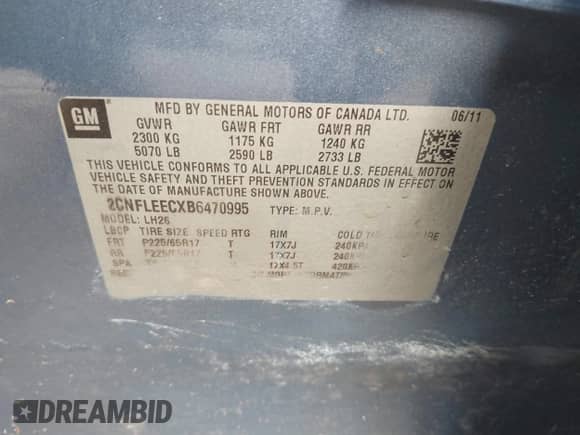 GM
MFD BY GENERAL MOTORS OF CANADA LTD. 06/11
GVWR GAWR FRT GAWR RR
2300 KG 1175 KG 1240 KG
5070 LB 2590 LB 2733 LB
THIS VEHICLE CONFORMS TO ALL APPLICABLE U.S. FEDERAL MOTOR
VEHICLE SAFETY AND THEFT PREVENTION STANDARDS IN EFFECT ON
THE DATE OF MANUFACTURE SHOWN ABOVE.
2CNFLEECXB6470995 TYPE: M.P.V.
MODEL: LH26
LBCP TIRE SIZE SPEED RTG RIM COLD
FRT P225/65R17 T 17X7J 240KPA
RR P225/65R17 T 17X7J
DREAMBID